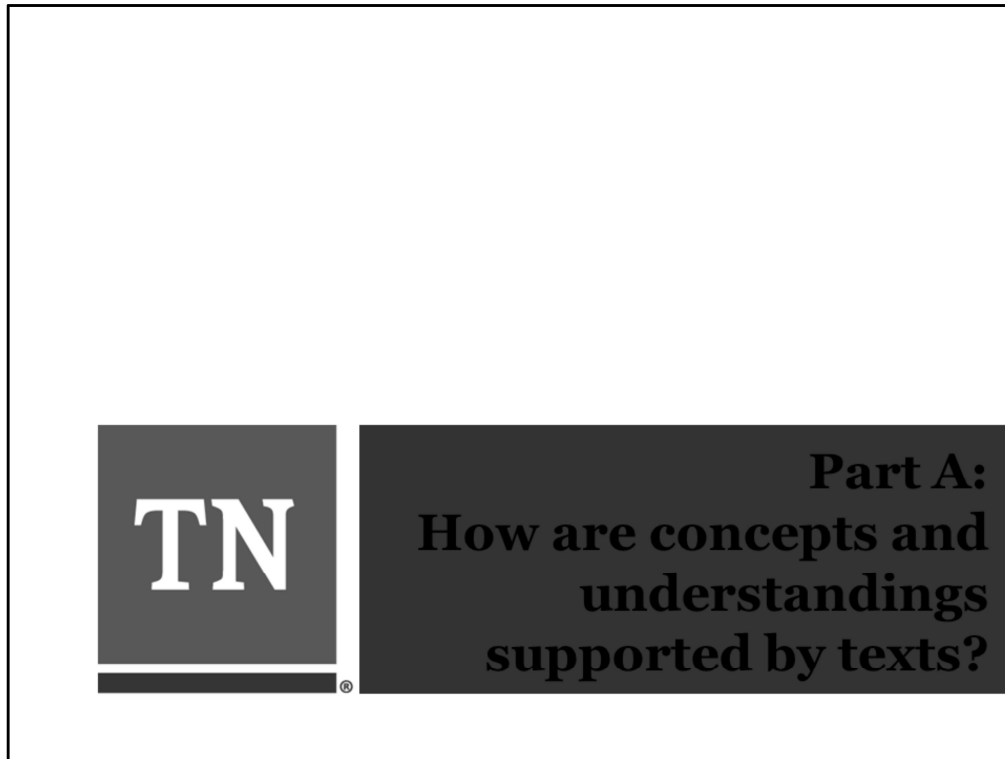 TN
®
Part A:
How are concepts and
understandings
supported by texts?